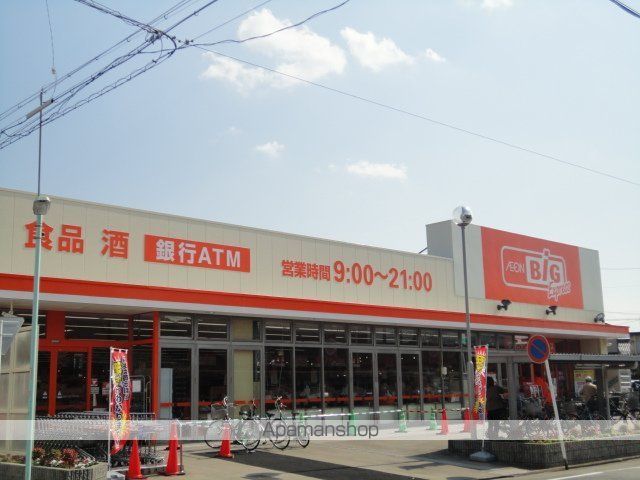 食品 酒 銀行ATM 営業時間 9:00~21:00
ÆON BiG
Express
Apamanshop